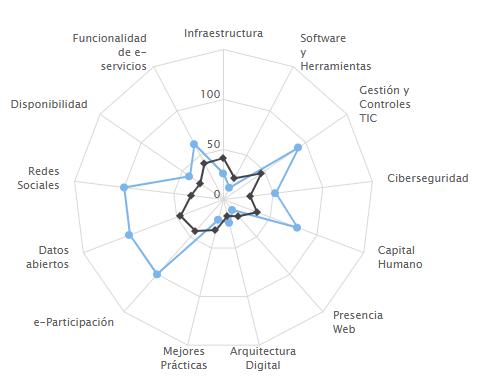 Infraestructura
Software
y
Herramientas
Gestión y
Controles
TIC
Ciberseguridad
Capital
Humano
Presencia
Web
Arquitectura
Digital
Mejores
Prácticas
e-Participación
Datos
abiertos
Redes
Sociales
Disponibilidad
Funcionalidad
de e-
servicios
100
50
0